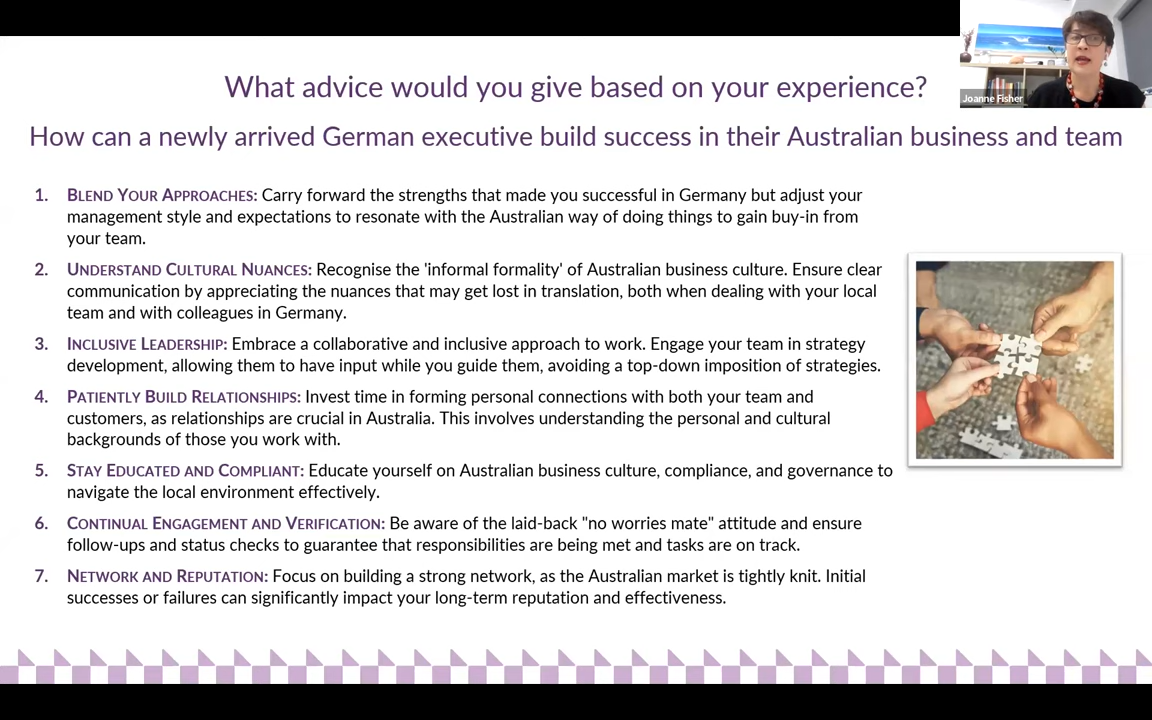 What advice would you give based on your experience?
Joanne Fisher
How can a newly arrived German executive build success in their Australian business and team
1. BLEND YOUR APPROACHES: Carry forward the strengths that made you successful in Germany but adjust your
management style and expectations to resonate with the Australian way of doing things to gain buy-in from
your team.
2. UNDERSTAND CULTURAL NUANCES: Recognise the 'informal formality' of Australian business culture. Ensure clear
communication by appreciating the nuances that may get lost in translation, both when dealing with your local
team and with colleagues in Germany.
3. INCLUSIVE LEADERSHIP: Embrace a collaborative and inclusive approach to work. Engage your team in strategy
development, allowing them to have input while you guide them, avoiding a top-down imposition of strategies.
4. PATIENTLY BUILD RELATIONSHIPS: Invest time in forming personal connections with both your team and
customers, as relationships are crucial in Australia. This involves understanding the personal and cultural
backgrounds of those you work with.
5. STAY EDUCATED AND COMPLIANT: Educate yourself on Australian business culture, compliance, and governance to
navigate the local environment effectively.
6. CONTINUAL ENGAGEMENT AND VERIFICATION: Be aware of the laid-back "no worries mate" attitude and ensure
follow-ups and status checks to guarantee that responsibilities are being met and tasks are on track.
7. NETWORK AND REPUTATION: Focus on building a strong network, as the Australian market is tightly knit. Initial
successes or failures can significantly impact your long-term reputation and effectiveness.